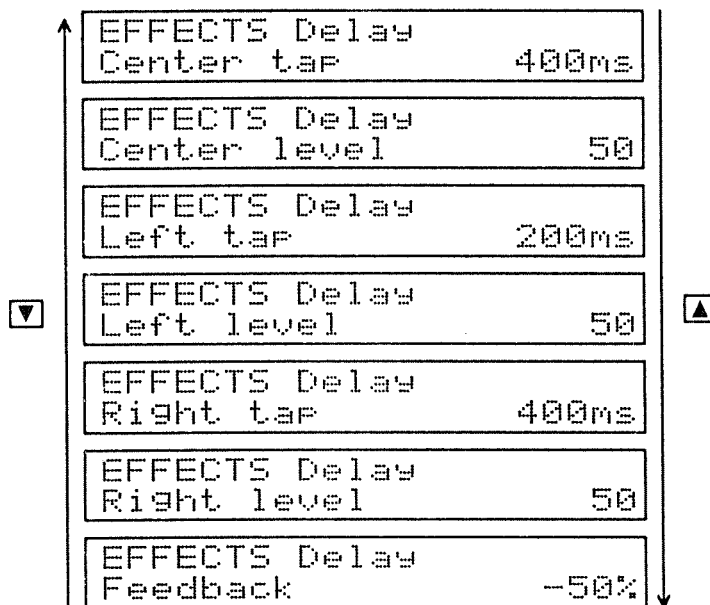 EFFECTS Delay
Center tap 400ms
EFFECTS Delay
Center level 50
EFFECTS Delay
Left tap 200ms
EFFECTS Delay
Left level 50
EFFECTS Delay
Right tap 400ms
EFFECTS Delay
Right level 50
EFFECTS Delay
Feedback -50%